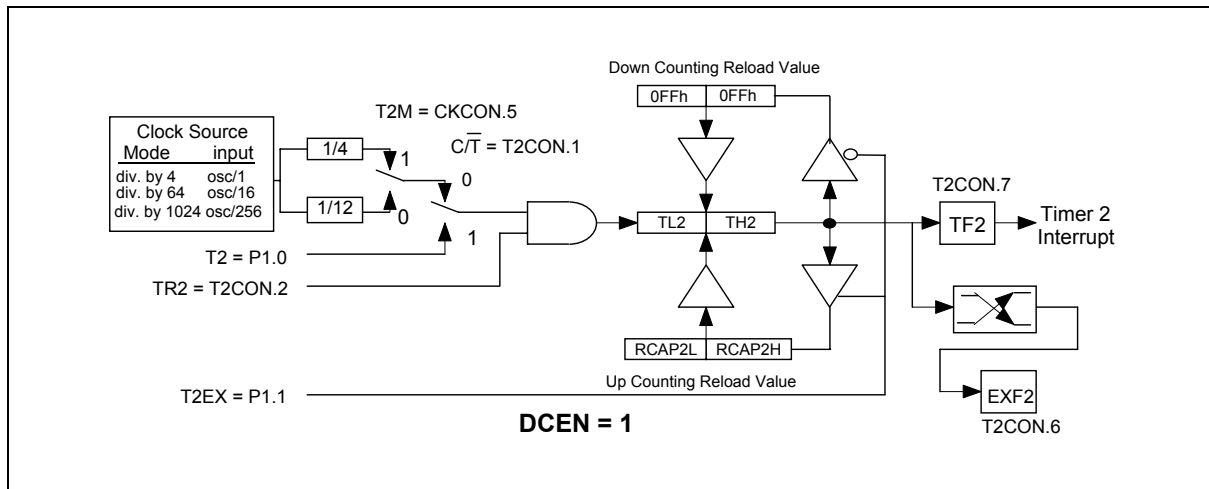 Down Counting Reload Value
0FFh 0FFh
T2M = CKCON.5
C/T̅ = T2CON.1
Clock Source
Mode input
div. by 4 osc/1
div. by 64 osc/16
div. by 1024 osc/256
1/4
1
0
1/12
0
1
T2 = P1.0
TR2 = T2CON.2
TL2 TH2
T2CON.7
TF2
Timer 2
Interrupt
RCAP2L RCAP2H
Up Counting Reload Value
T2EX = P1.1
EXF2
T2CON.6
DCEN = 1